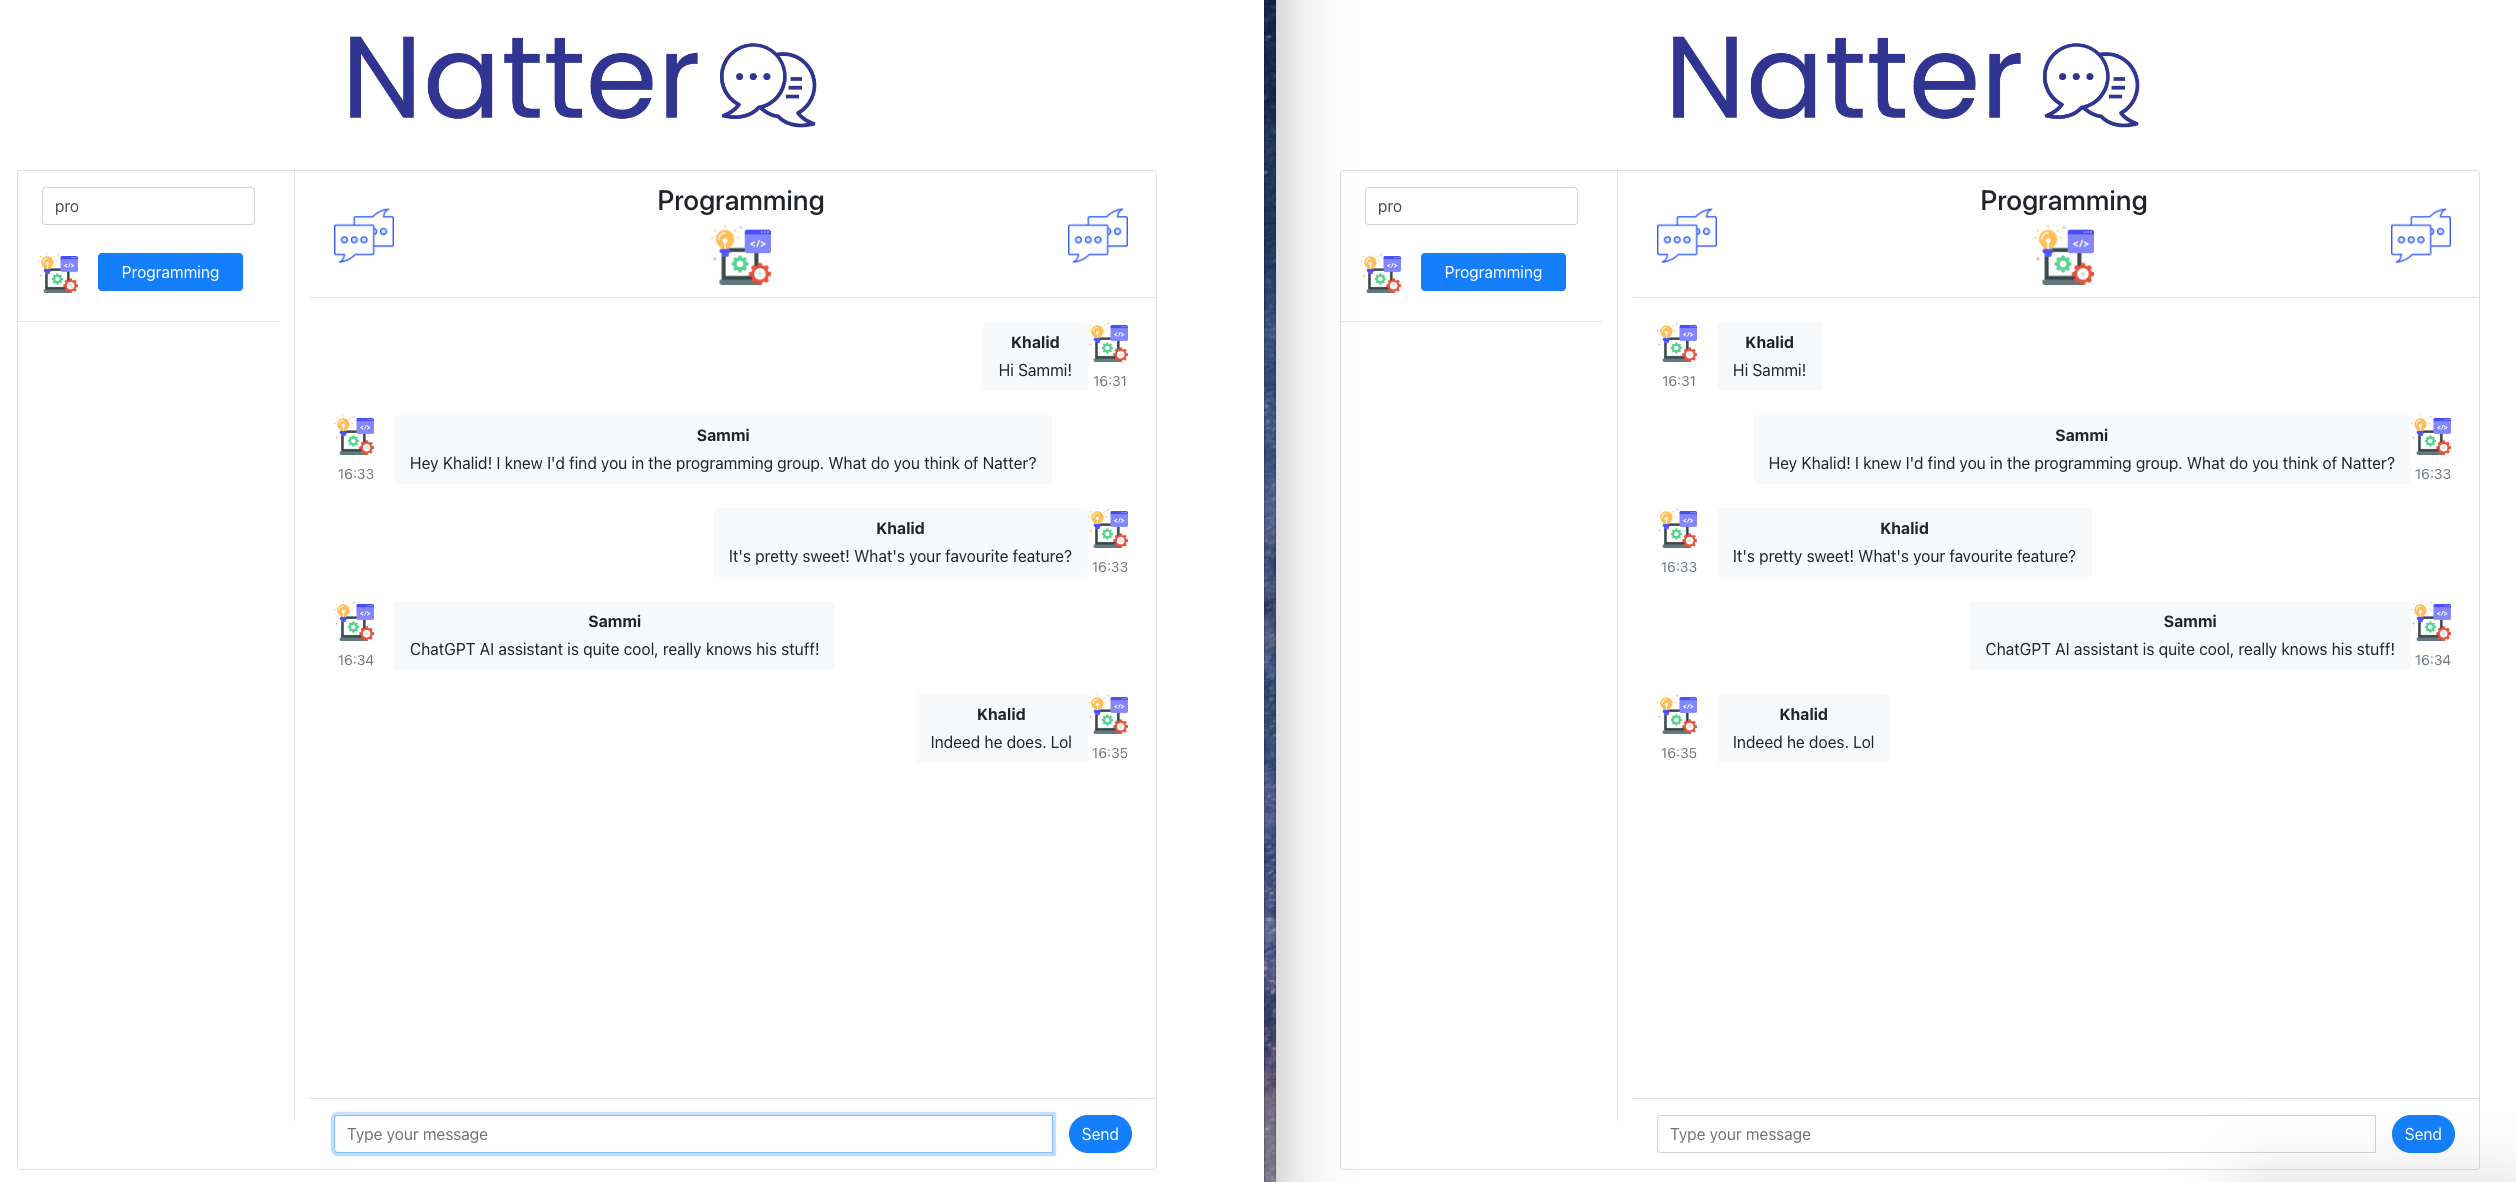 Natter
pro
Programming
Programming
Khalid
Hi Sammi!
16:31
Sammi
Hey Khalid! I knew I'd find you in the programming group. What do you think of Natter?
16:33
Khalid
It's pretty sweet! What's your favourite feature?
16:33
Sammi
ChatGPT AI assistant is quite cool, really knows his stuff!
16:34
Khalid
Indeed he does. Lol
16:35
Type your message
Send
Natter
pro
Programming
Programming
Khalid
Hi Sammi!
16:31
Sammi
Hey Khalid! I knew I'd find you in the programming group. What do you think of Natter?
16:33
Khalid
It's pretty sweet! What's your favourite feature?
16:33
Sammi
ChatGPT AI assistant is quite cool, really knows his stuff!
16:34
Khalid
Indeed he does. Lol
16:35
Type your message
Send